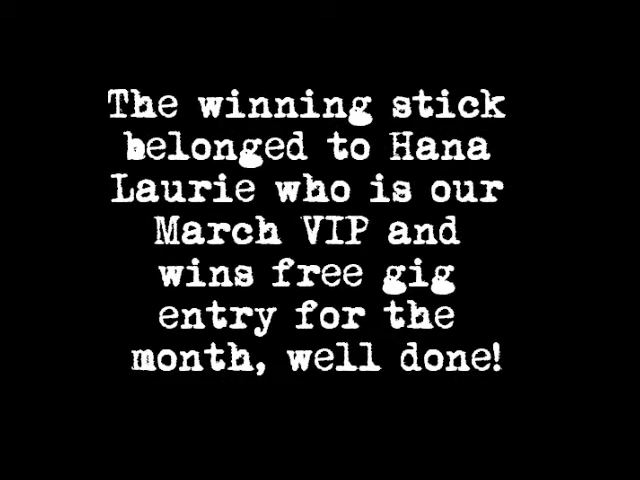 The winning stick
belonged to Hana
Laurie who is our
March VIP and
wins free gig
entry for the
month, well done!